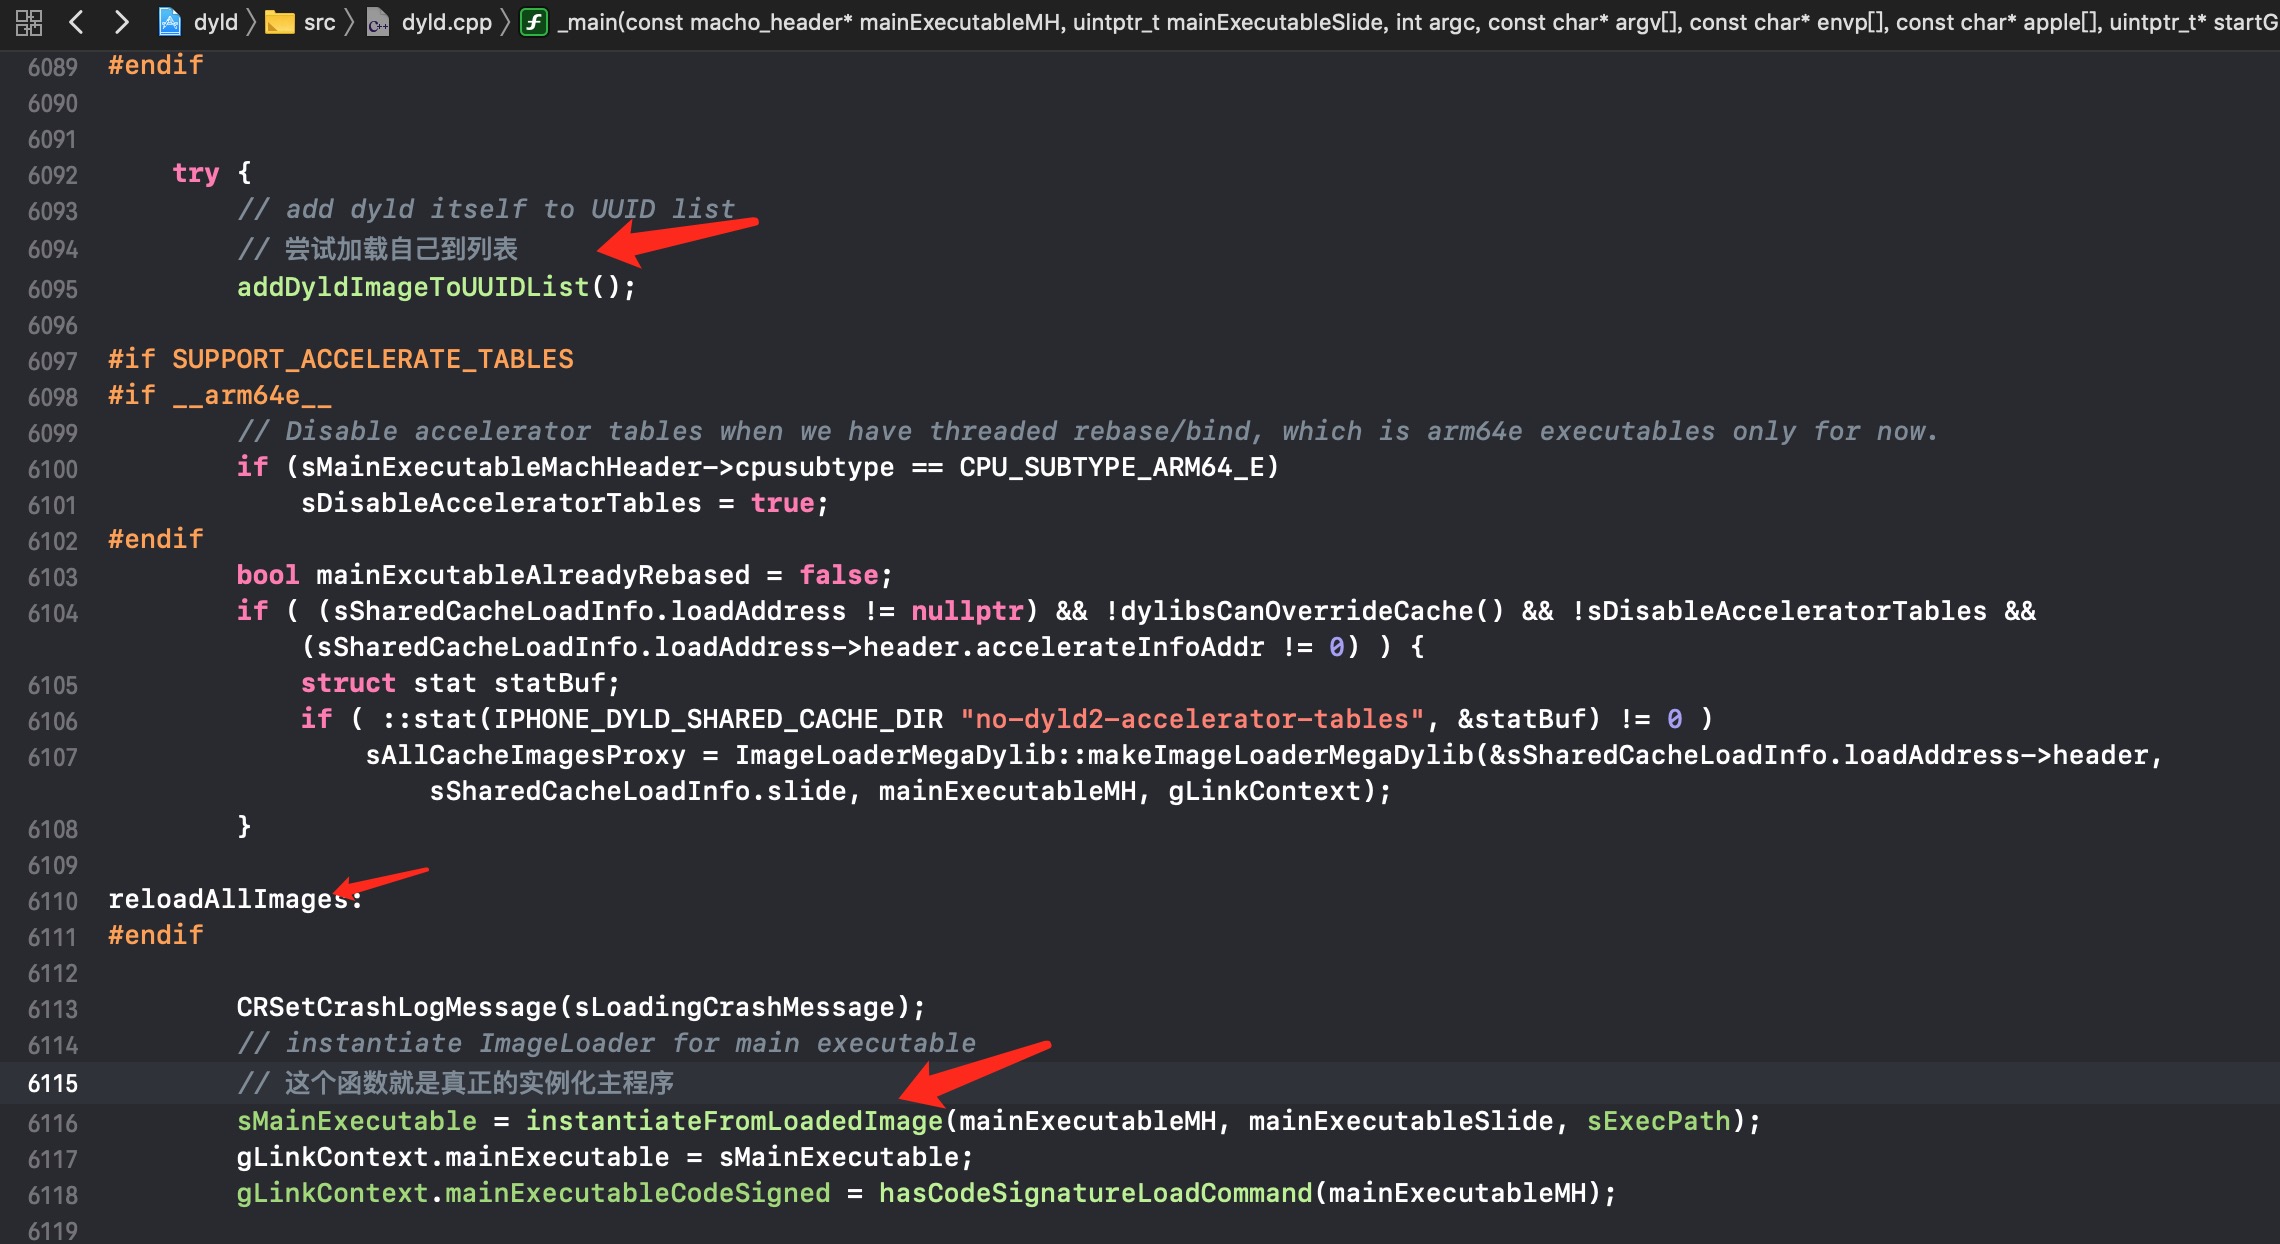 dyld 〉 src 〉 dyld.cpp 〉 _main(const macho_header* mainExecutableMH, uintptr_t mainExecutableSlide, int argc, const char* argv[], const char* envp[], const char* apple[], uintptr_t* startG
6089 #endif
6090
6091
6092 try {
6093 // add dyld itself to UUID list
6094 // 尝试加载自己到列表
6095 addDyldImageToUUIDList();
6096
6097 #if SUPPORT_ACCELERATE_TABLES
6098 #if __arm64e__
6099 // Disable accelerator tables when we have threaded rebase/bind, which is arm64e executables only for now.
6100 if (sMainExecutableMachHeader->cpusubtype == CPU_SUBTYPE_ARM64_E)
6101 sDisableAcceleratorTables = true;
6102 #endif
6103 bool mainExcutableAlreadyRebased = false;
6104 if ( (sSharedCacheLoadInfo.loadAddress != nullptr) && !dylibsCanOverrideCache() && !sDisableAcceleratorTables &&
(sSharedCacheLoadInfo.loadAddress->header.accelerateInfoAddr != 0) ) {
6105 struct stat statBuf;
6106 if ( ::stat(IPHONE_DYLD_SHARED_CACHE_DIR "no-dyld2-accelerator-tables", &statBuf) != 0 )
6107 sAllCacheImagesProxy = ImageLoaderMegaDylib::makeImageLoaderMegaDylib(&sSharedCacheLoadInfo.loadAddress->header,
sSharedCacheLoadInfo.slide, mainExecutableMH, gLinkContext);
6108 }
6109
6110 reloadAllImages:
6111 #endif
6112
6113 CRSetCrashLogMessage(sLoadingCrashMessage);
6114 // instantiate ImageLoader for main executable
6115 // 这个函数就是真正的实例化主程序
6116 sMainExecutable = instantiateFromLoadedImage(mainExecutableMH, mainExecutableSlide, sExecPath);
6117 gLinkContext.mainExecutable = sMainExecutable;
6118 gLinkContext.mainExecutableCodeSigned = hasCodeSignatureLoadCommand(mainExecutableMH);
6119